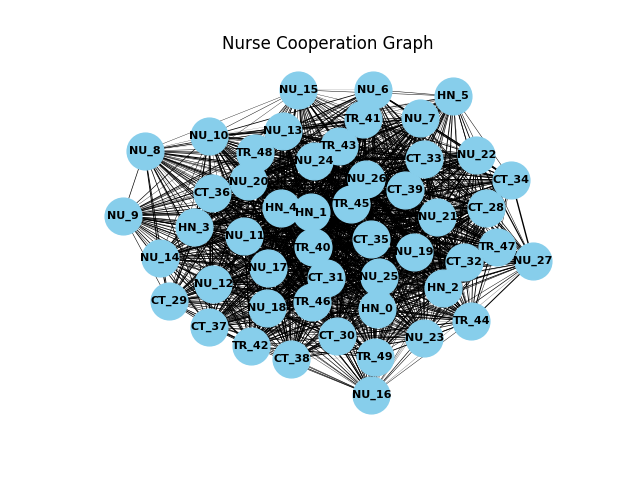 Nurse Cooperation Graph
NU_15
NU_6
HN_5
TR_41
NU_7
NU_13
NU_10
TR_43
NU_8
TR_48
NU_22
CT_33
NU_24
NU_26
CT_34
NU_20
CT_39
CT_36
TR_45
HN_4
CT_28
HN_1
NU_9
NU_21
HN_3
NU_11
CT_35
TR_47
TR_40
NU_19
NU_14
CT_32
NU_27
NU_17
CT_31
NU_25
NU_12
HN_2
CT_29
TR_46
NU_18
HN_0
TR_44
CT_37
CT_30
NU_23
TR_42
TR_49
CT_38
NU_16